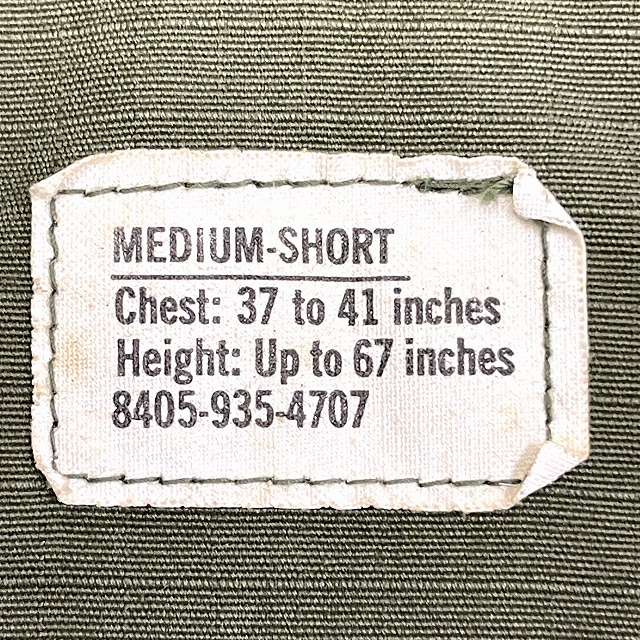 MEDIUM-SHORT
Chest: 37 to 41 inches
Height: Up to 67 inches
8405-935-4707